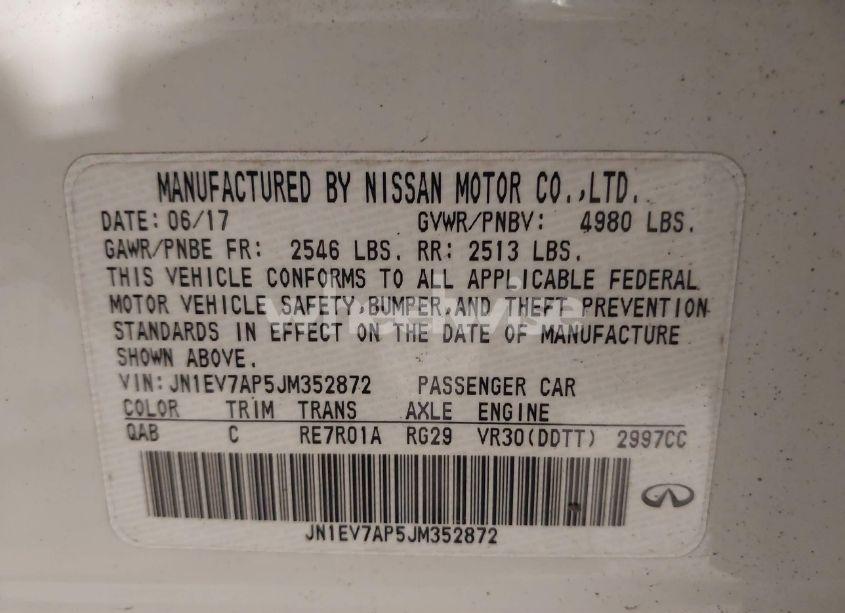 MANUFACTURED BY NISSAN MOTOR CO.,LTD.
DATE: 06/17 GVWR/PNBV: 4980 LBS.
GAWR/PNBE FR: 2546 LBS. RR: 2513 LBS.
THIS VEHICLE CONFORMS TO ALL APPLICABLE FEDERAL
MOTOR VEHICLE SAFETY,BUMPER,AND THEFT PREVENTION
STANDARDS IN EFFECT ON THE DATE OF MANUFACTURE
SHOWN ABOVE.
VIN:JN1EV7AP5JM352872 PASSENGER CAR
COLOR TRIM TRANS AXLE ENGINE
QAB C RE7R01A RG29 VR30(DDTT) 2997CC
JN1EV7AP5JM352872